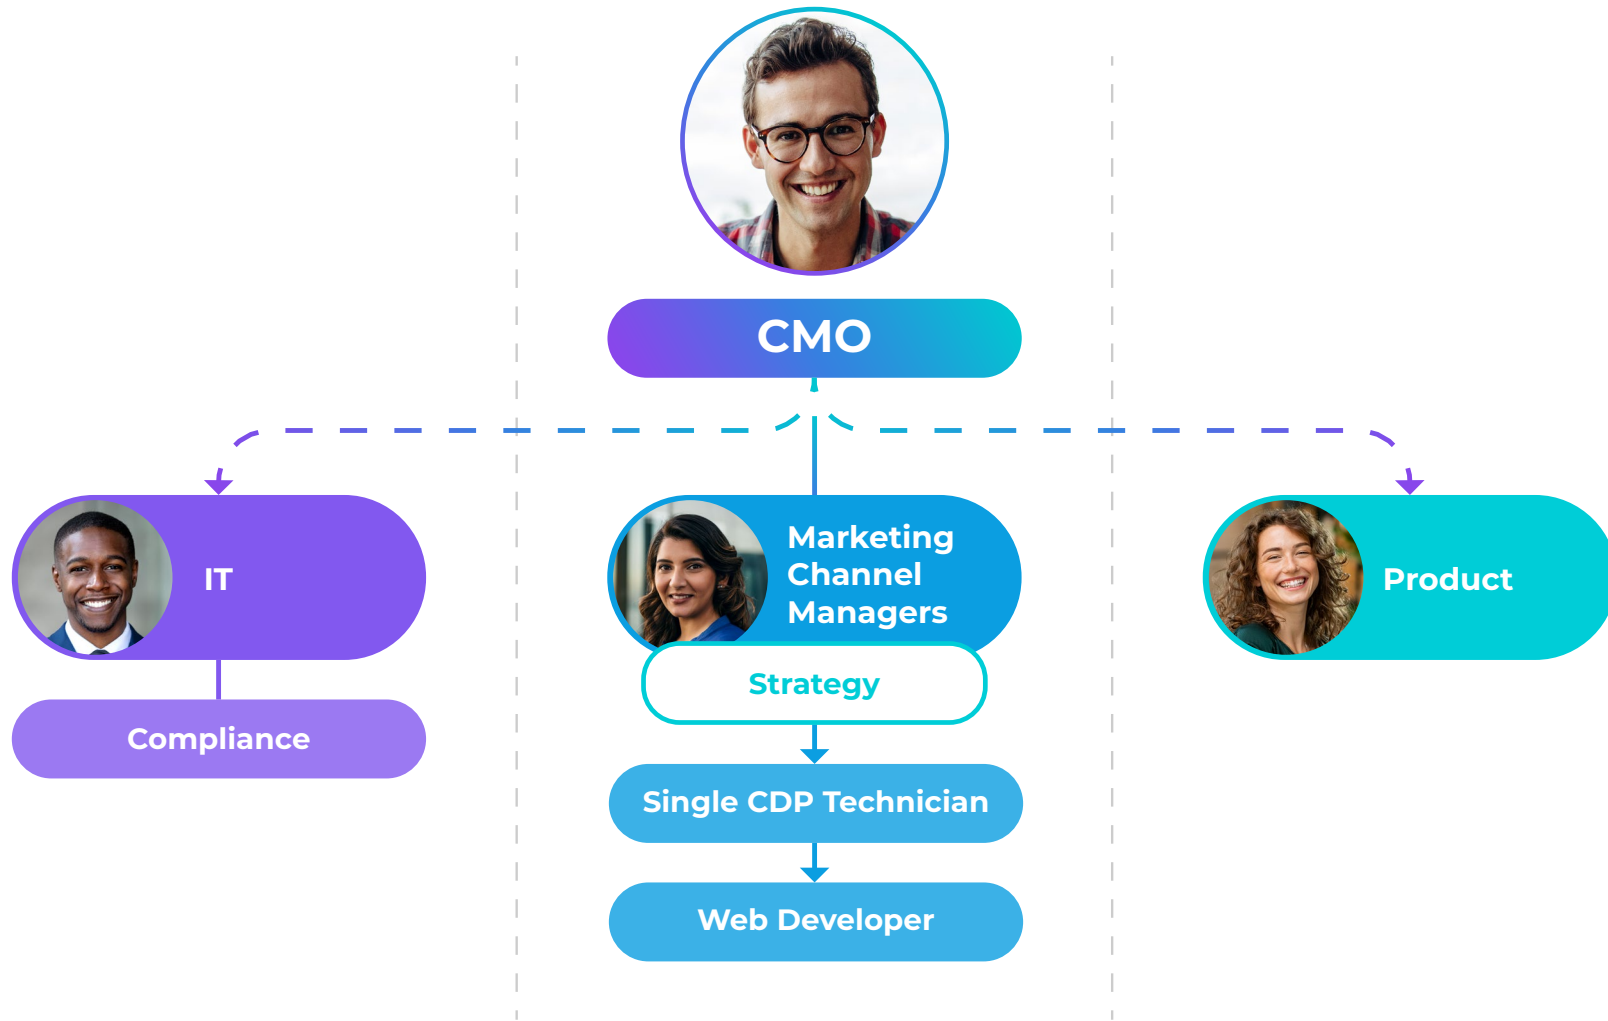 CMO
IT
Marketing
Channel
Managers
Product
Strategy
Compliance
Single CDP Technician
Web Developer